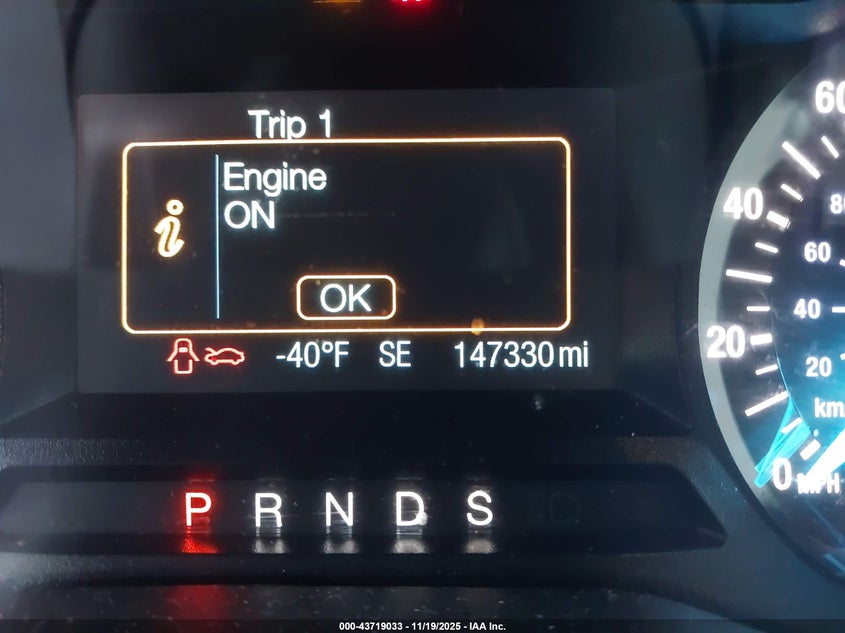 Trip 1
Engine
ON
OK
-40°F SE 147330 mi
P R N D S
60
40
20
0 MPH
80
60
40
20
km
000-43719033 - 11/19/2025 - IAA Inc.